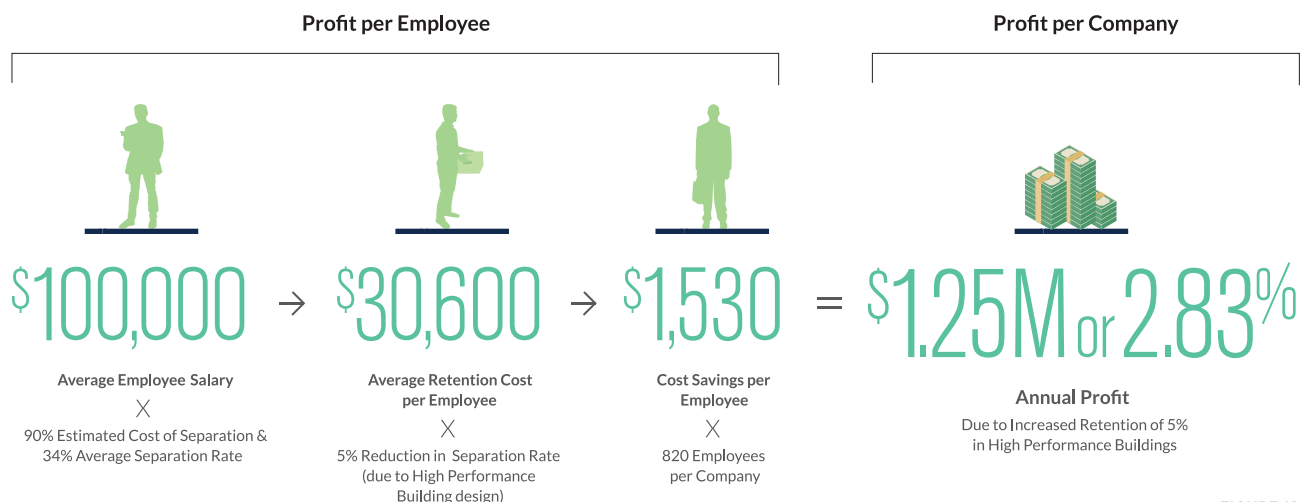 Profit per Employee
Profit per Company
$100,000
→
$30,600
→
$1,530
=
$1.25M or 2.83%
Average Employee Salary
X
90% Estimated Cost of Separation &
34% Average Separation Rate
Average Retention Cost
per Employee
X
5% Reduction in Separation Rate
(due to High Performance
Building design)
Cost Savings per
Employee
X
820 Employees
per Company
Annual Profit
Due to Increased Retention of 5%
in High Performance Buildings